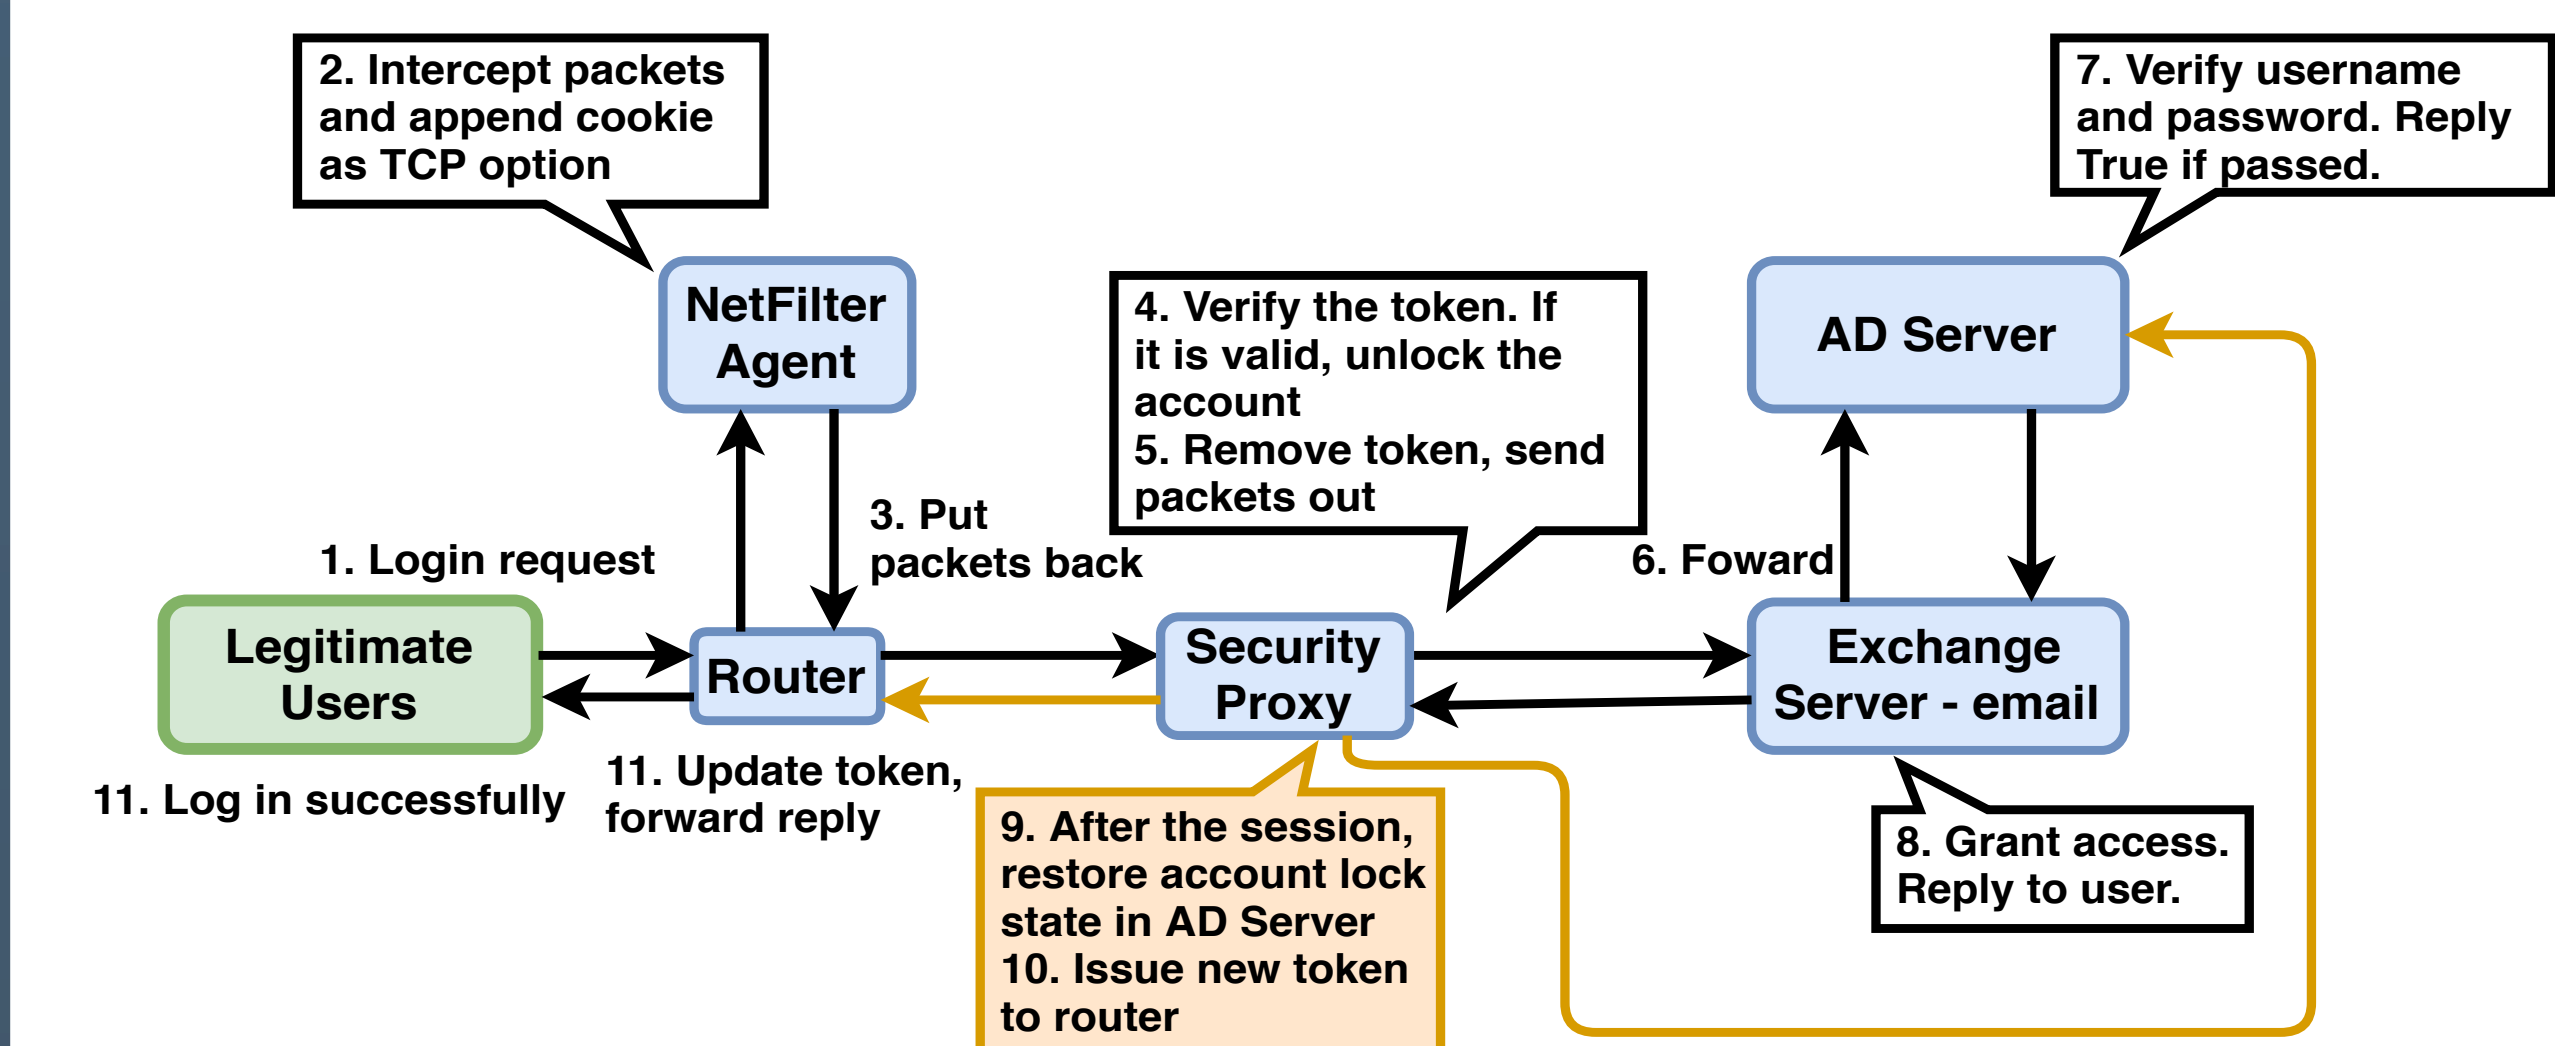 2. Intercept packets
and append cookie
as TCP option
7. Verify username
and password. Reply
True if passed.
NetFilter
Agent
4. Verify the token. If
it is valid, unlock the
account
5. Remove token, send
packets out
AD Server
3. Put
packets back
1. Login request
6. Foward
Legitimate
Users
Router
Security
Proxy
Exchange
Server - email
11. Log in successfully
11. Update token,
forward reply
9. After the session,
restore account lock
state in AD Server
10. Issue new token
to router
8. Grant access.
Reply to user.